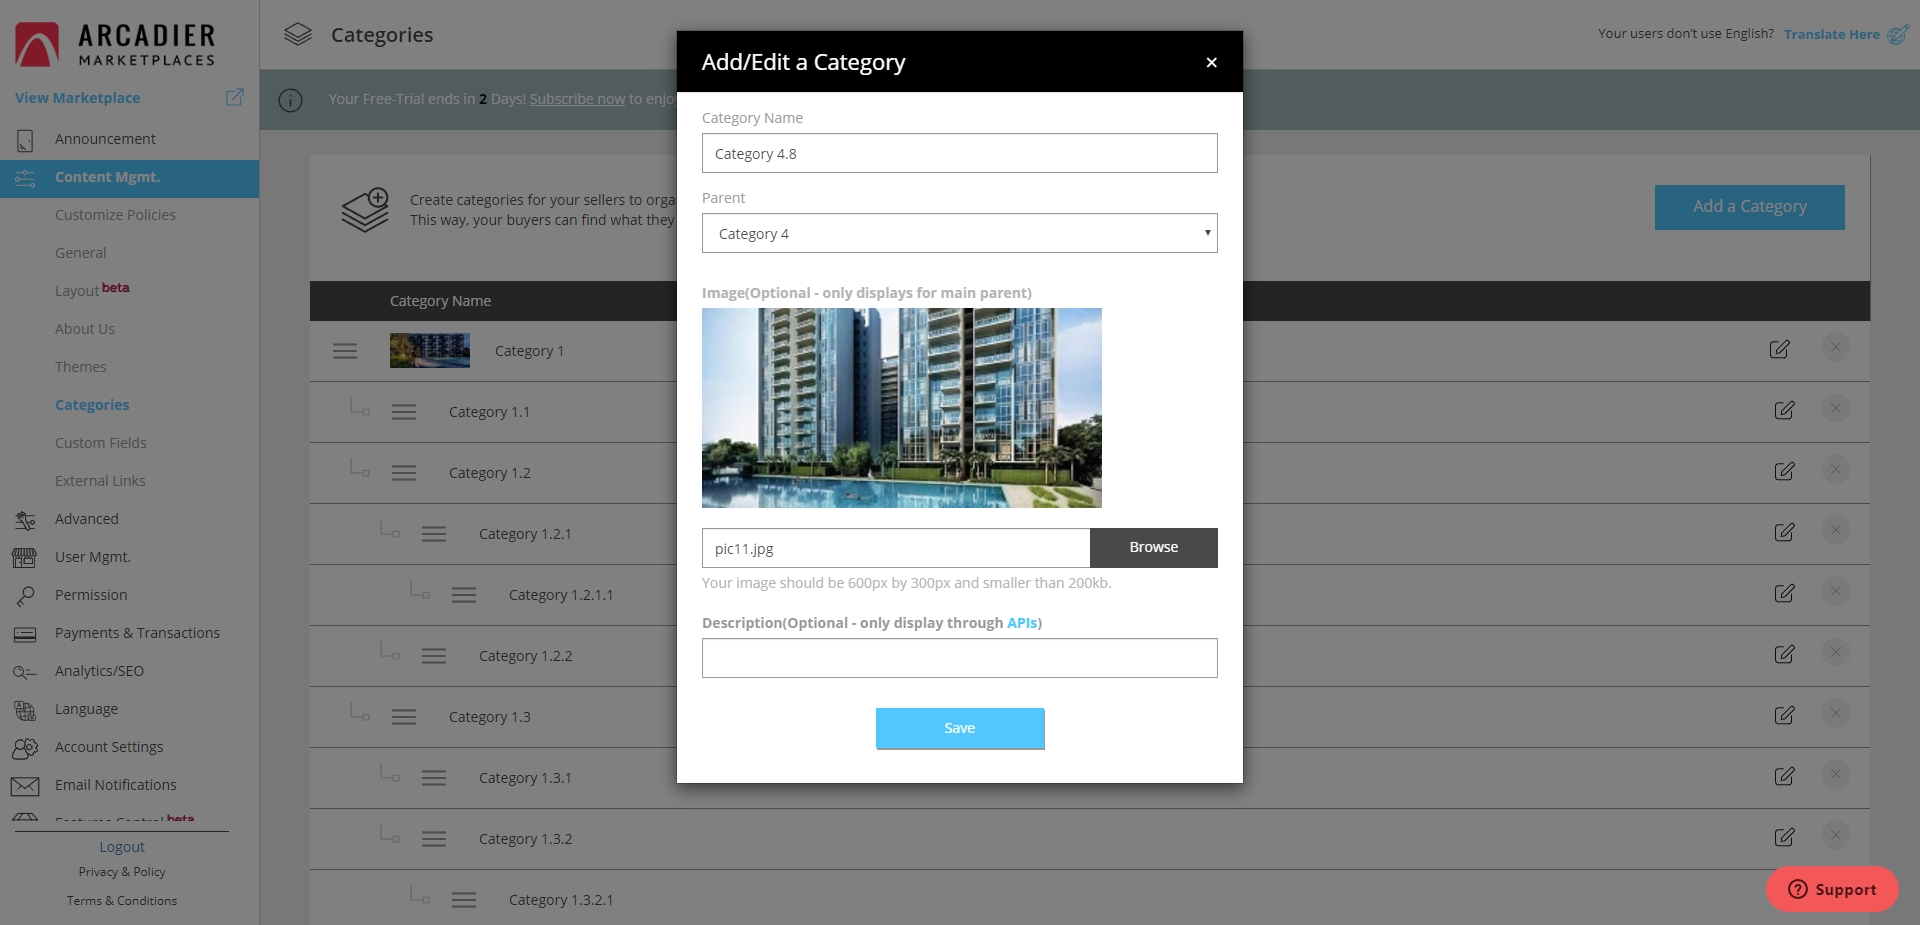 ARCADIER
MARKETPLACES
View Marketplace
Announcement
Content Mgmt.
Customize Policies
General
Layout beta
About Us
Themes
Categories
Custom Fields
External Links
Advanced
User Mgmt.
Permission
Payments & Transactions
Analytics/SEO
Language
Account Settings
Email Notifications
Features Control beta
Logout
Privacy & Policy
Terms & Conditions
Categories
Your users don't use English? Translate Here
Your Free-Trial ends in 2 Days! Subscribe now to enjoy
Create categories for your sellers to orga
This way, your buyers can find what they
Add a Category
Category Name
Category 1
Category 1.1
Category 1.2
Category 1.2.1
Category 1.2.1.1
Category 1.2.2
Category 1.3
Category 1.3.1
Category 1.3.2
Category 1.3.2.1
Add/Edit a Category
Category Name
Category 4.8
Parent
Category 4
Image(Optional - only displays for main parent)
pic11.jpg
Browse
Your image should be 600px by 300px and smaller than 200kb.
Description(Optional - only display through APIs)
Save
Support